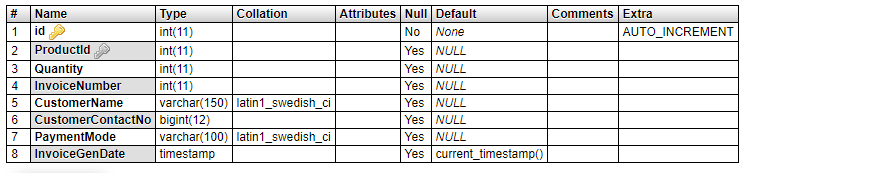 # Name Type Collation Attributes Null Default Comments Extra
1 id int(11) No None AUTO_INCREMENT
2 ProductId int(11) Yes NULL
3 Quantity int(11) Yes NULL
4 InvoiceNumber int(11) Yes NULL
5 CustomerName varchar(150) latin1_swedish_ci Yes NULL
6 CustomerContactNo bigint(12) Yes NULL
7 PaymentMode varchar(100) latin1_swedish_ci Yes NULL
8 InvoiceGenDate timestamp Yes current_timestamp()